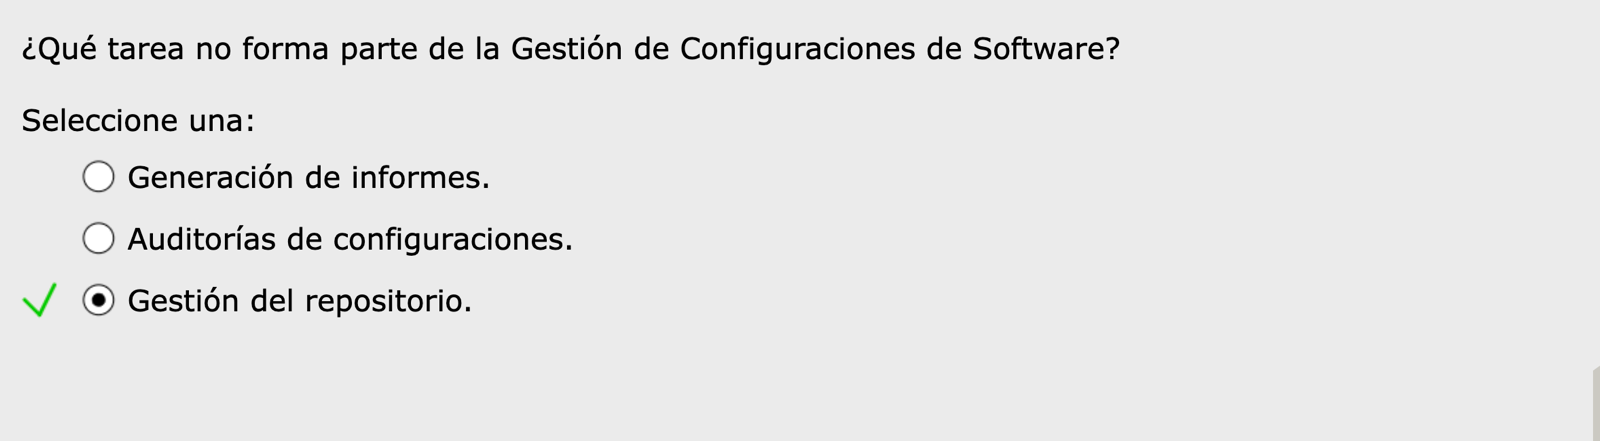 ¿Qué tarea no forma parte de la Gestión de Configuraciones de Software?
Seleccione una:
Generación de informes.
Auditorías de configuraciones.
Gestión del repositorio.